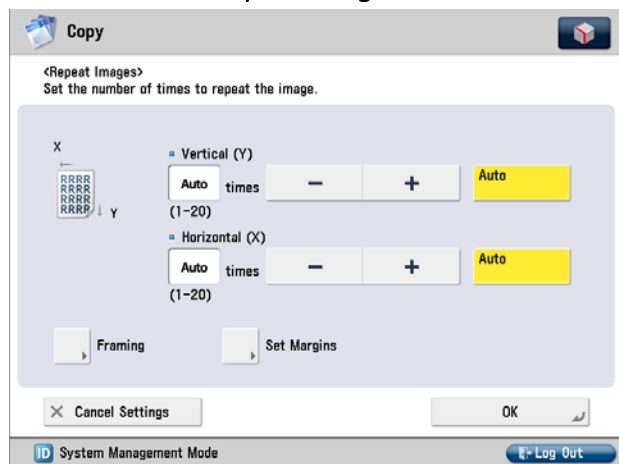 Copy
<Repeat Images>
Set the number of times to repeat the image.
X
RRRR
RRRR
RRRR
RRRR
Y
Vertical (Y)
Auto times − + Auto
(1-20)
Horizontal (X)
Auto times − + Auto
(1-20)
Framing
Set Margins
× Cancel Settings
OK
ID System Management Mode
Log Out